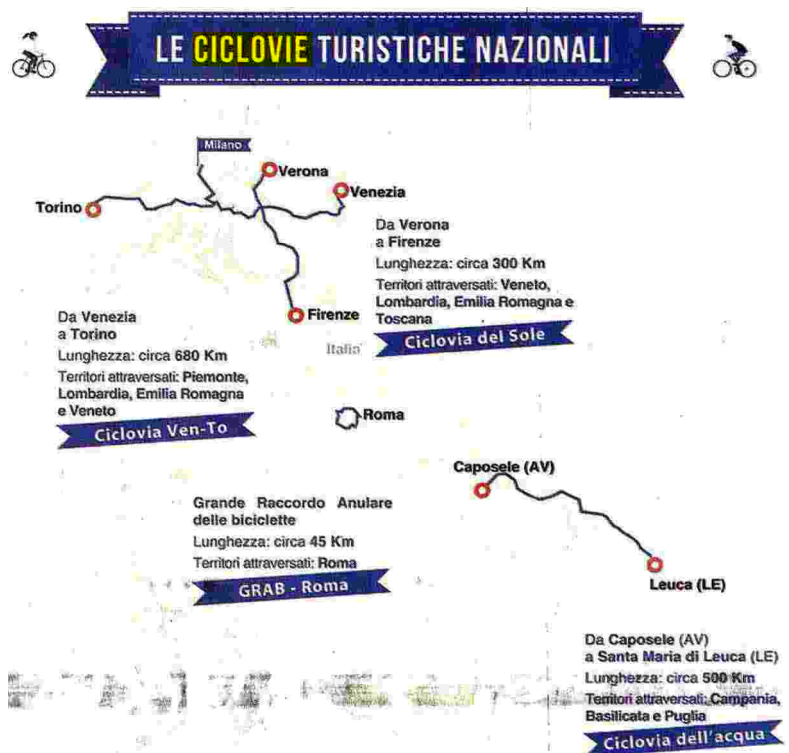 LE CICLOVIE TURISTICHE NAZIONALI
Milano
Verona
Venezia
Torino
Da Verona
a Firenze
Lunghezza: circa 300 Km
Territori attraversati: Veneto,
Lombardia, Emilia Romagna e
Toscana
Ciclovia del Sole
Firenze
Italia
Da Venezia
a Torino
Lunghezza: circa 680 Km
Territori attraversati: Piemonte,
Lombardia, Emilia Romagna
e Veneto
Ciclovia Ven-To
Roma
Grande Raccordo Anulare
delle biciclette
Lunghezza: circa 45 Km
Territori attraversati: Roma
GRAB - Roma
Caposele (AV)
Leuca (LE)
Da Caposele (AV)
a Santa Maria di Leuca (LE)
Lunghezza: circa 500 Km
Territori attraversati: Campania,
Basilicata e Puglia
Ciclovia dell'acqua